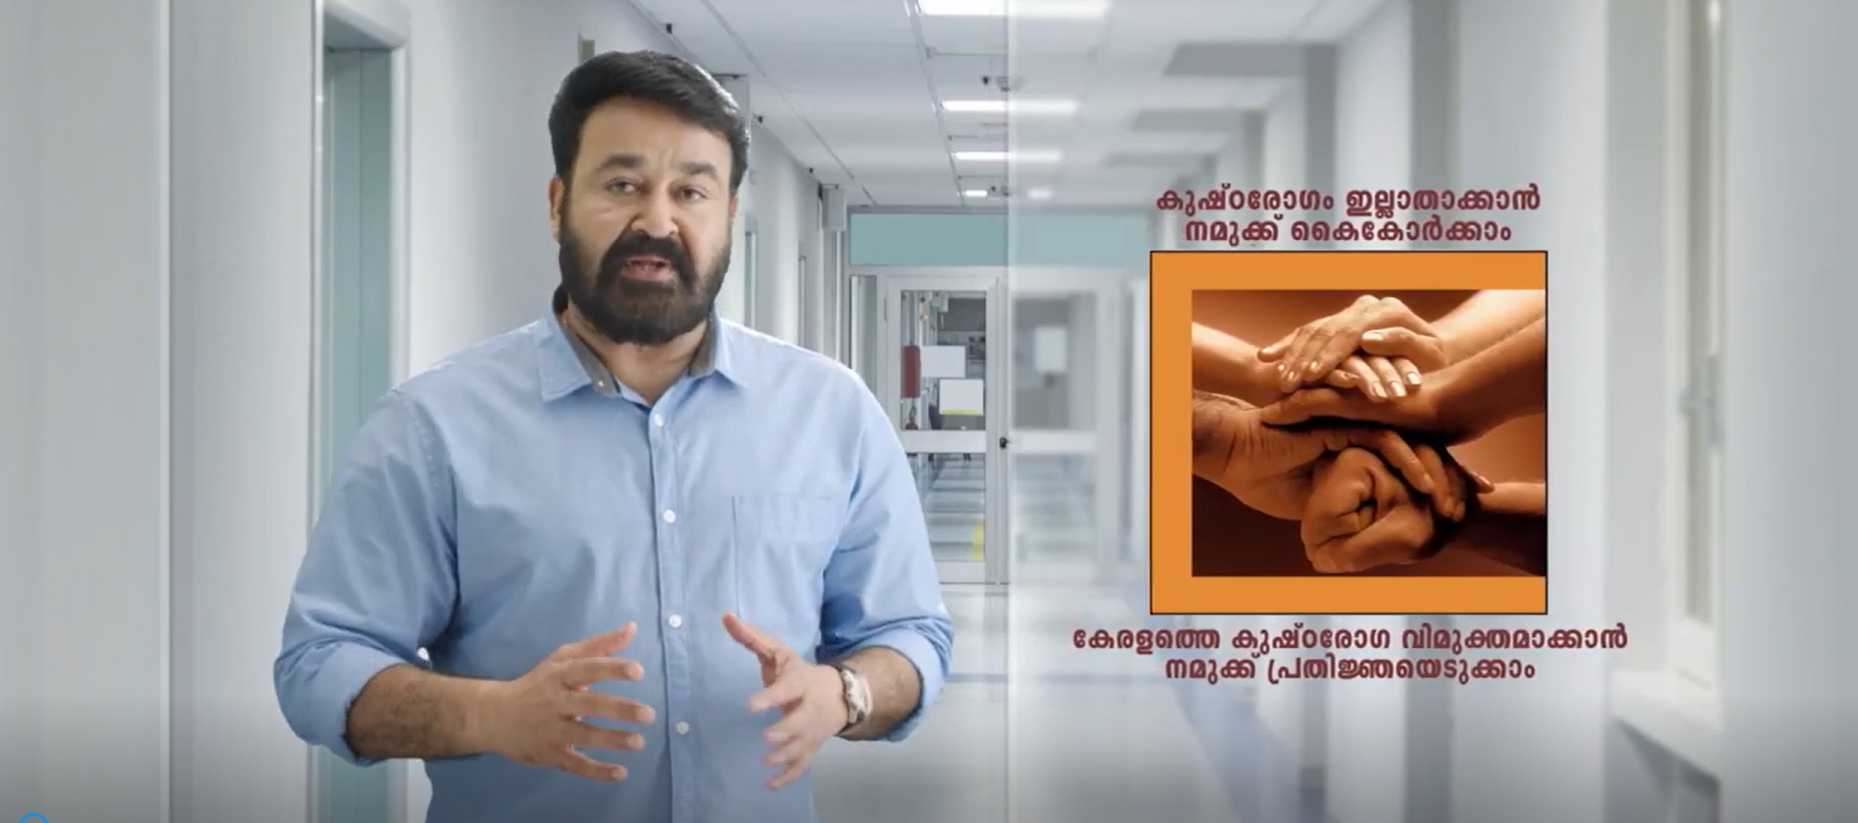 കുഷ്ഠരോഗം ഇല്ലാതാക്കാൻ
നമുക്ക് കൈകോർക്കാം
കേരളത്തെ കുഷ്ഠരോഗ വിമുക്തമാക്കാൻ
നമുക്ക് പ്രതിജ്ഞയെടുക്കാം